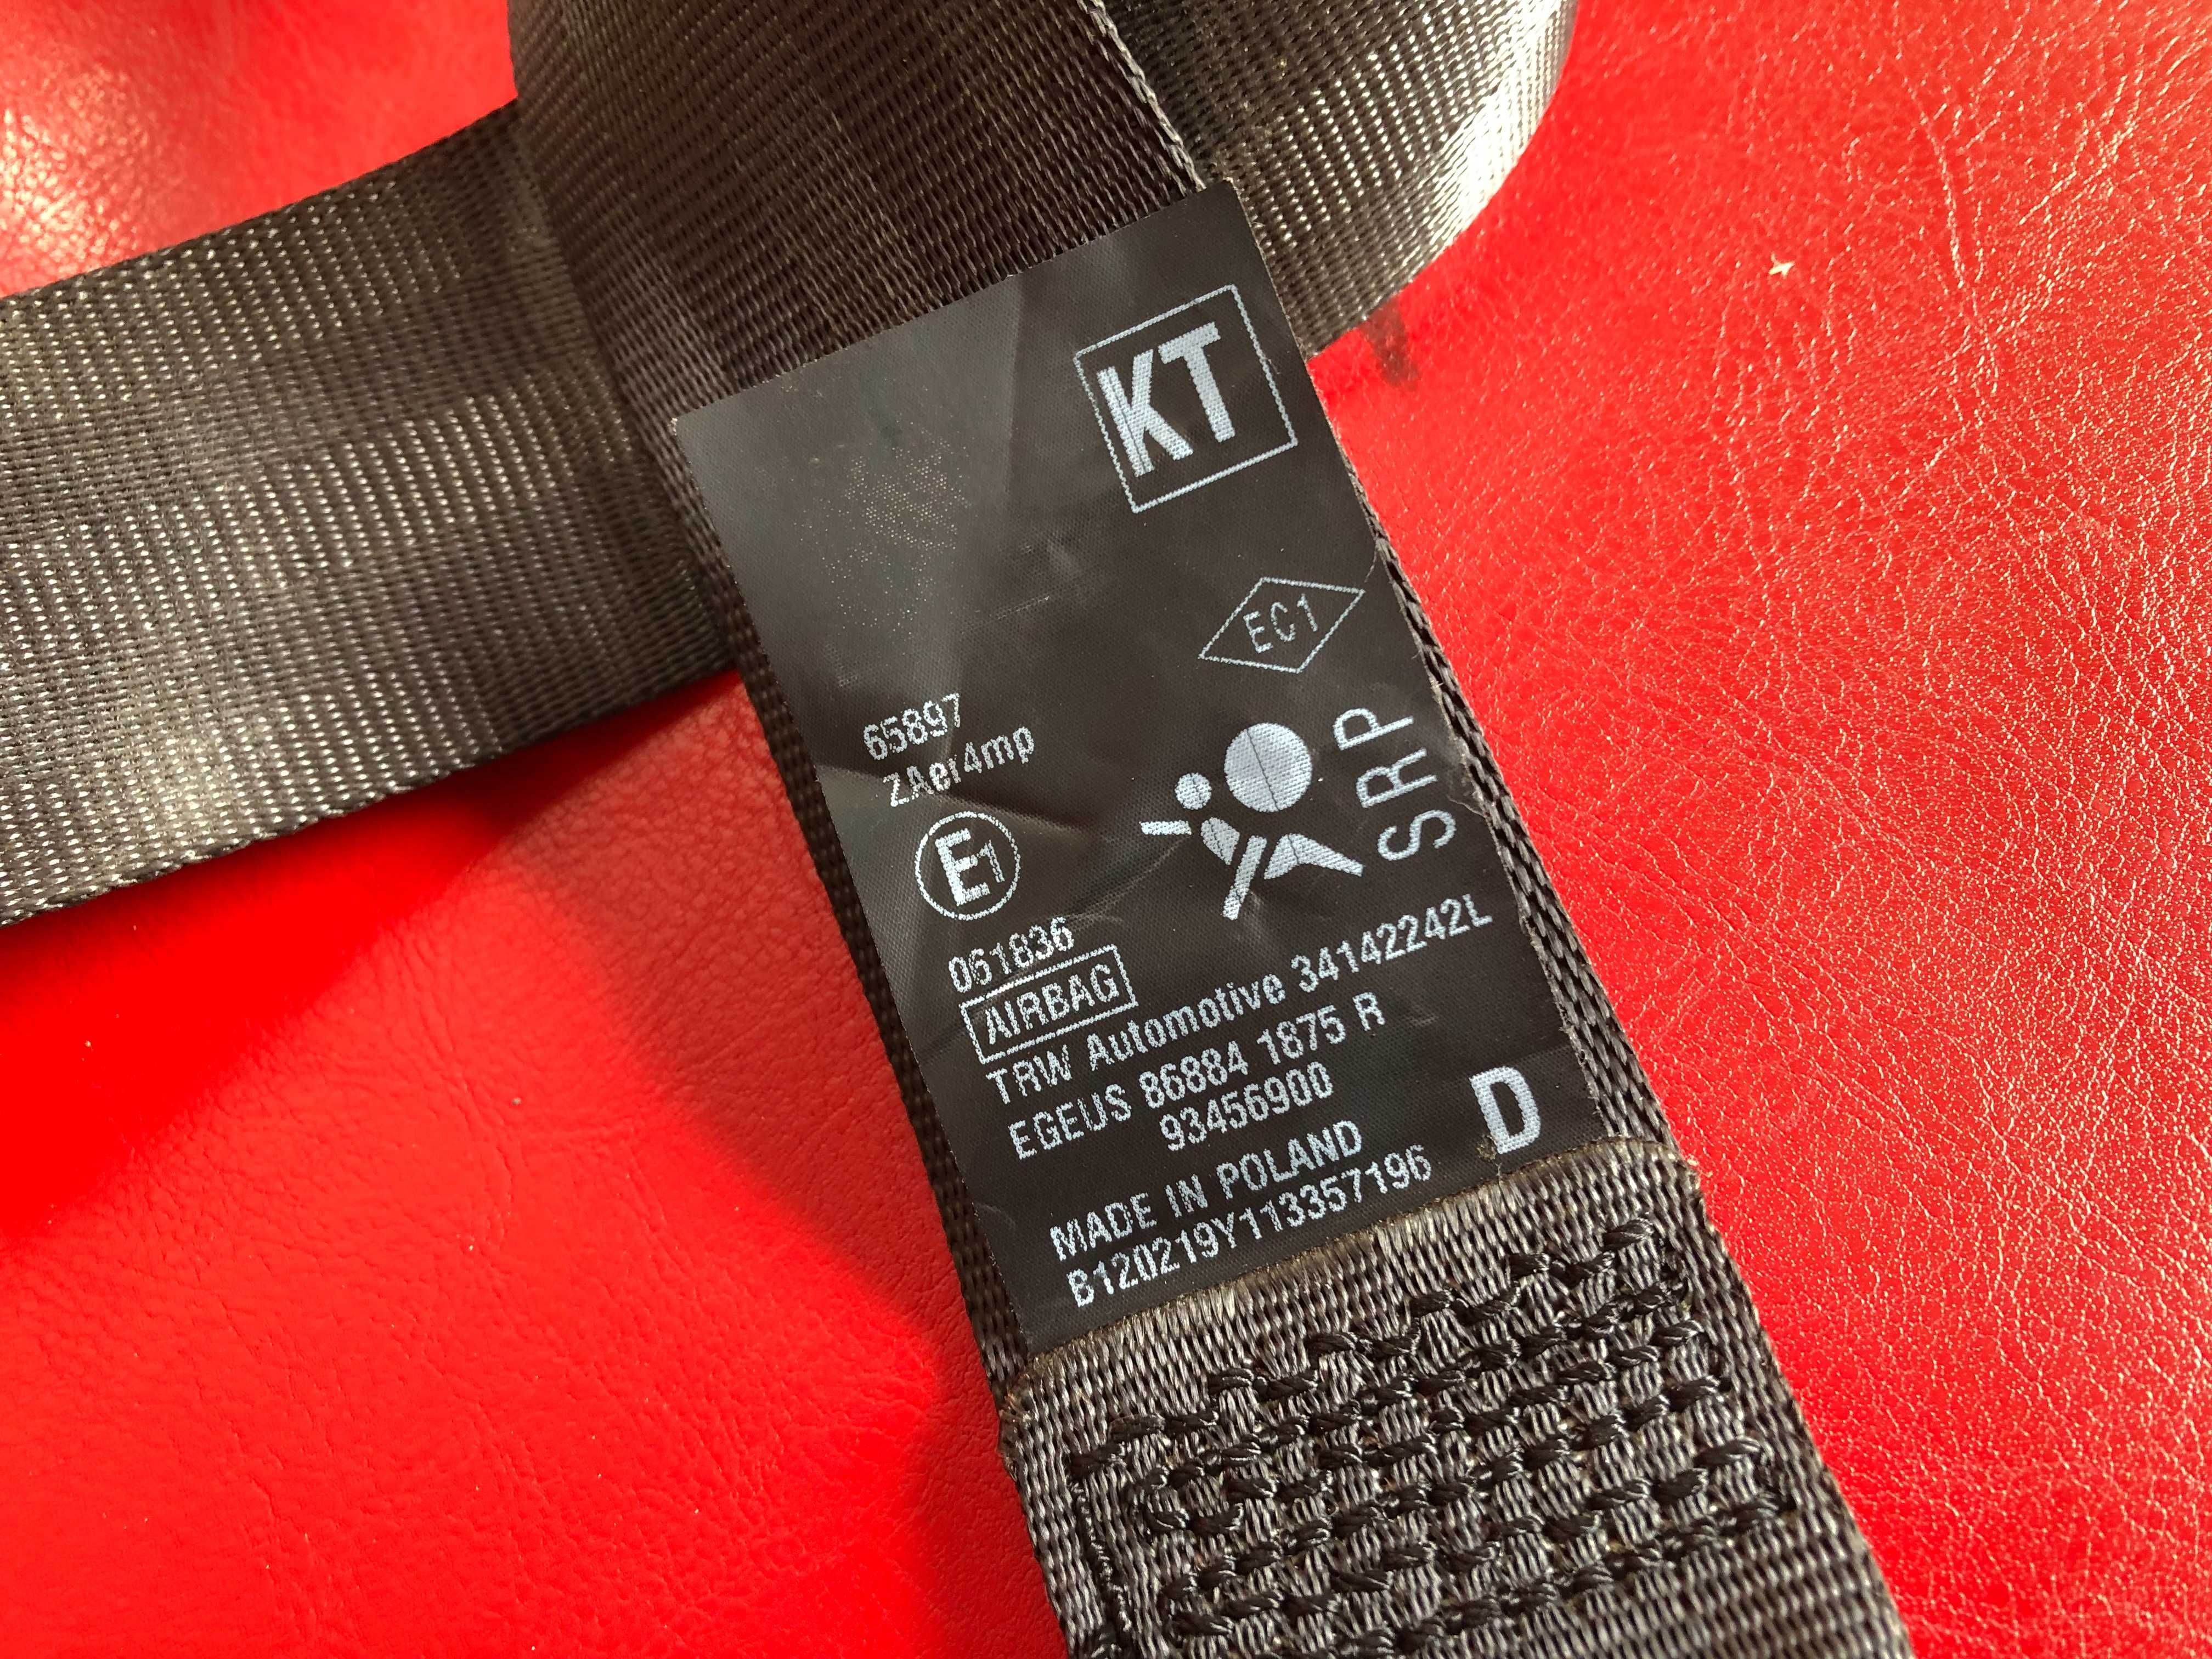 KT
EC1
65897
ZAer4mp
E1
SRP
061836
AIRBAG
TRW Automotive 34142242L
EGEUS 86884 1875 R
93456900
D
MADE IN POLAND
B120219Y113357196